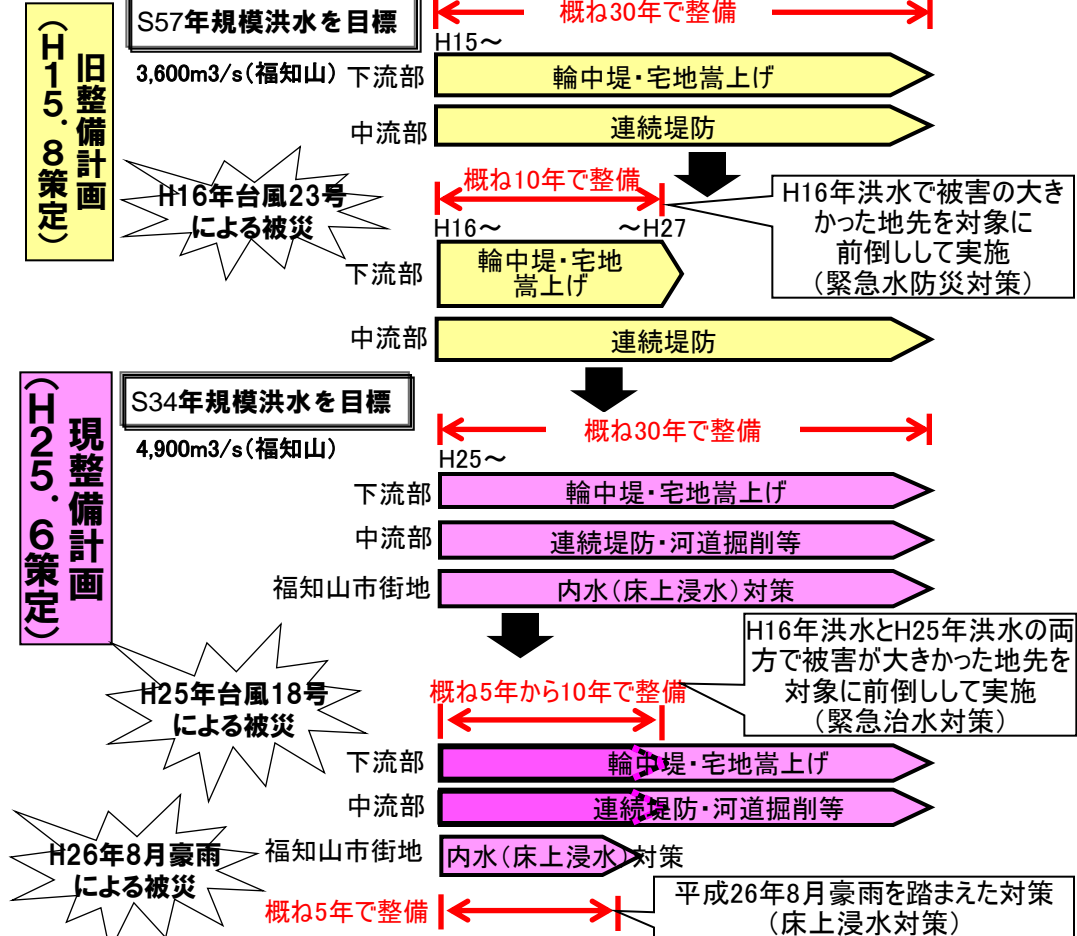 旧整備計画
（H15．8策定）
S57年規模洪水を目標
3,600m3/s（福知山）
概ね30年で整備
H15～
下流部
輪中堤・宅地嵩上げ
中流部
連続堤防
H16年台風23号
による被災
概ね10年で整備
H16～
～H27
H16年洪水で被害の大き
かった地先を対象に
前倒しして実施
（緊急水防災対策）
下流部
輪中堤・宅地
嵩上げ
中流部
連続堤防
現整備計画
（H25．6策定）
S34年規模洪水を目標
4,900m3/s（福知山）
概ね30年で整備
H25～
下流部
輪中堤・宅地嵩上げ
中流部
連続堤防・河道掘削等
福知山市街地
内水（床上浸水）対策
H25年台風18号
による被災
概ね5年から10年で整備
H16年洪水とH25年洪水の両
方で被害が大きかった地先を
対象に前倒しして実施
（緊急治水対策）
下流部
輪中堤・宅地嵩上げ
中流部
連続堤防・河道掘削等
H26年8月豪雨
による被災
福知山市街地
内水（床上浸水）対策
概ね5年で整備
平成26年8月豪雨を踏まえた対策
（床上浸水対策）